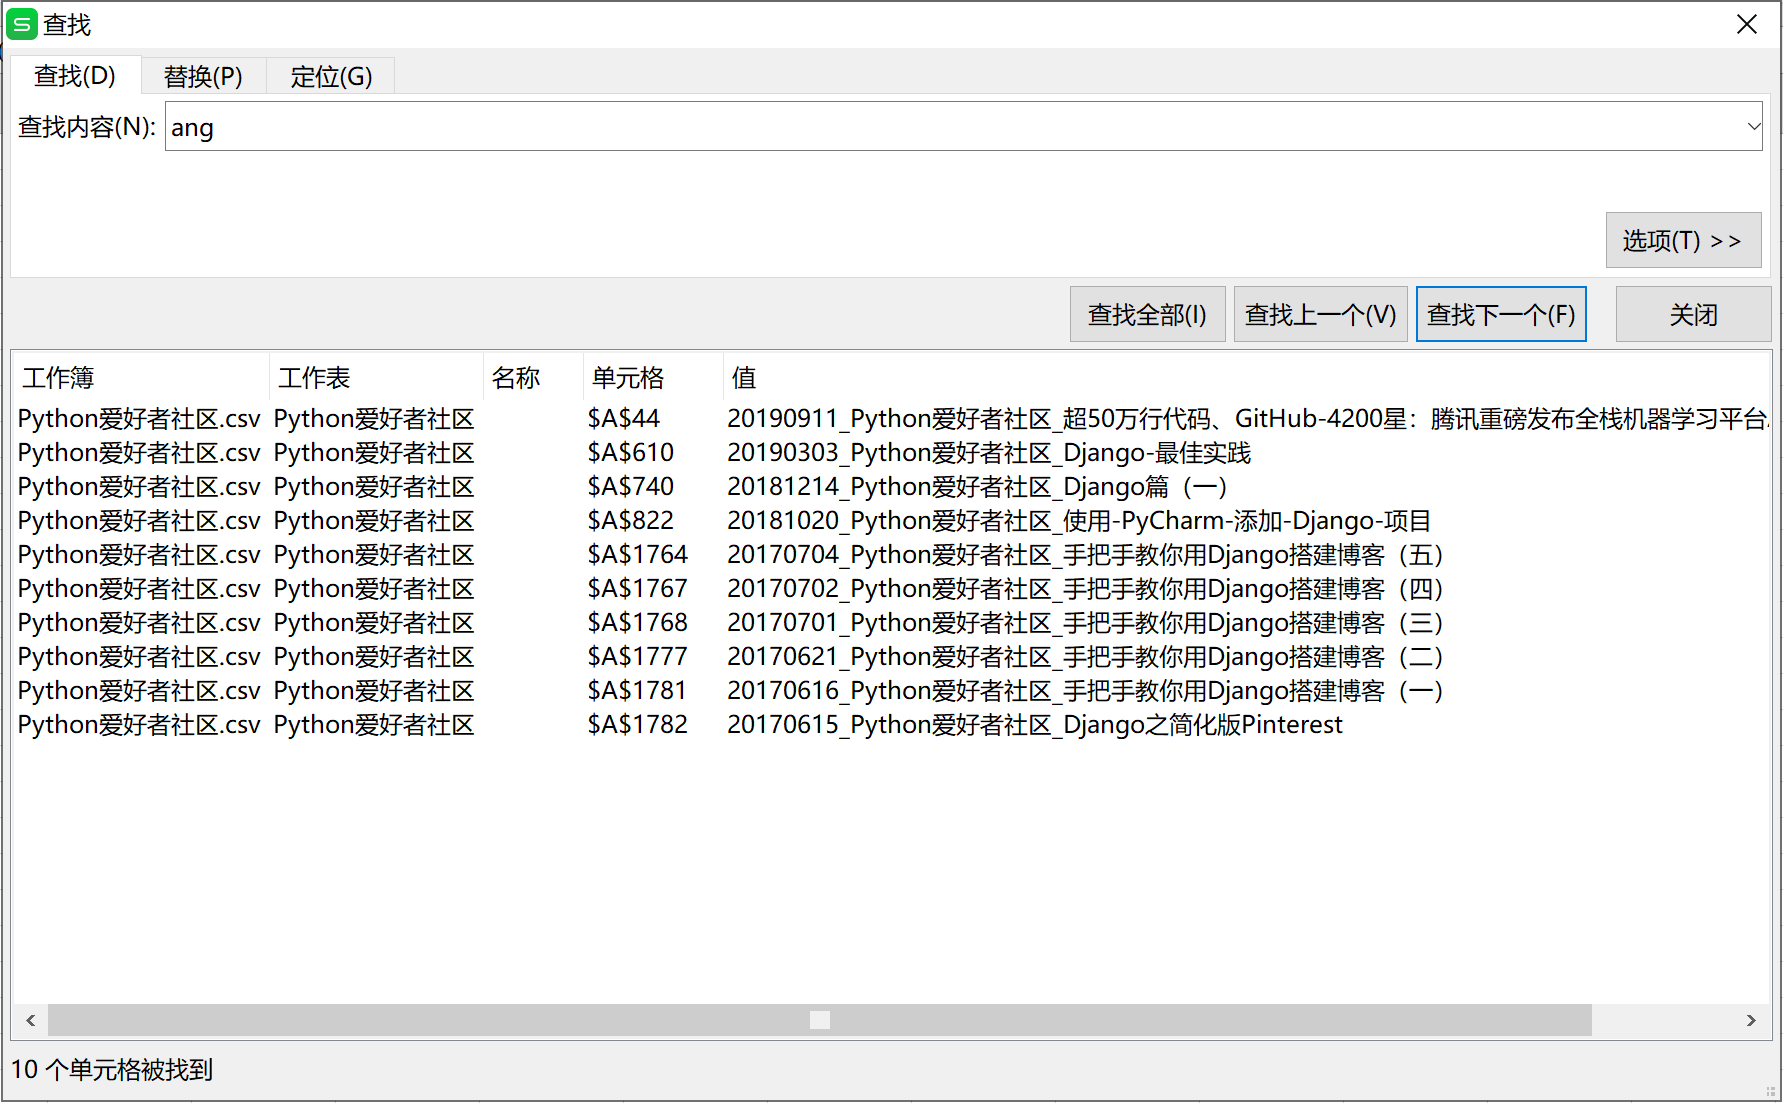 查找
查找(D) 替换(P) 定位(G)
查找内容(N): ang
选项(T) >>
查找全部(I) 查找上一个(V) 查找下一个(F) 关闭
工作簿 工作表 名称 单元格 值
Python爱好者社区.csv Python爱好者社区 $A$44 20190911_Python爱好者社区_超50万行代码、GitHub-4200星：腾讯重磅发布全栈机器学习平台
Python爱好者社区.csv Python爱好者社区 $A$610 20190303_Python爱好者社区_Django-最佳实践
Python爱好者社区.csv Python爱好者社区 $A$740 20181214_Python爱好者社区_Django篇（一）
Python爱好者社区.csv Python爱好者社区 $A$822 20181020_Python爱好者社区_使用-PyCharm-添加-Django-项目
Python爱好者社区.csv Python爱好者社区 $A$1764 20170704_Python爱好者社区_手把手教你用Django搭建博客（五）
Python爱好者社区.csv Python爱好者社区 $A$1767 20170702_Python爱好者社区_手把手教你用Django搭建博客（四）
Python爱好者社区.csv Python爱好者社区 $A$1768 20170701_Python爱好者社区_手把手教你用Django搭建博客（三）
Python爱好者社区.csv Python爱好者社区 $A$1777 20170621_Python爱好者社区_手把手教你用Django搭建博客（二）
Python爱好者社区.csv Python爱好者社区 $A$1781 20170616_Python爱好者社区_手把手教你用Django搭建博客（一）
Python爱好者社区.csv Python爱好者社区 $A$1782 20170615_Python爱好者社区_Django之简化版Pinterest
10 个单元格被找到